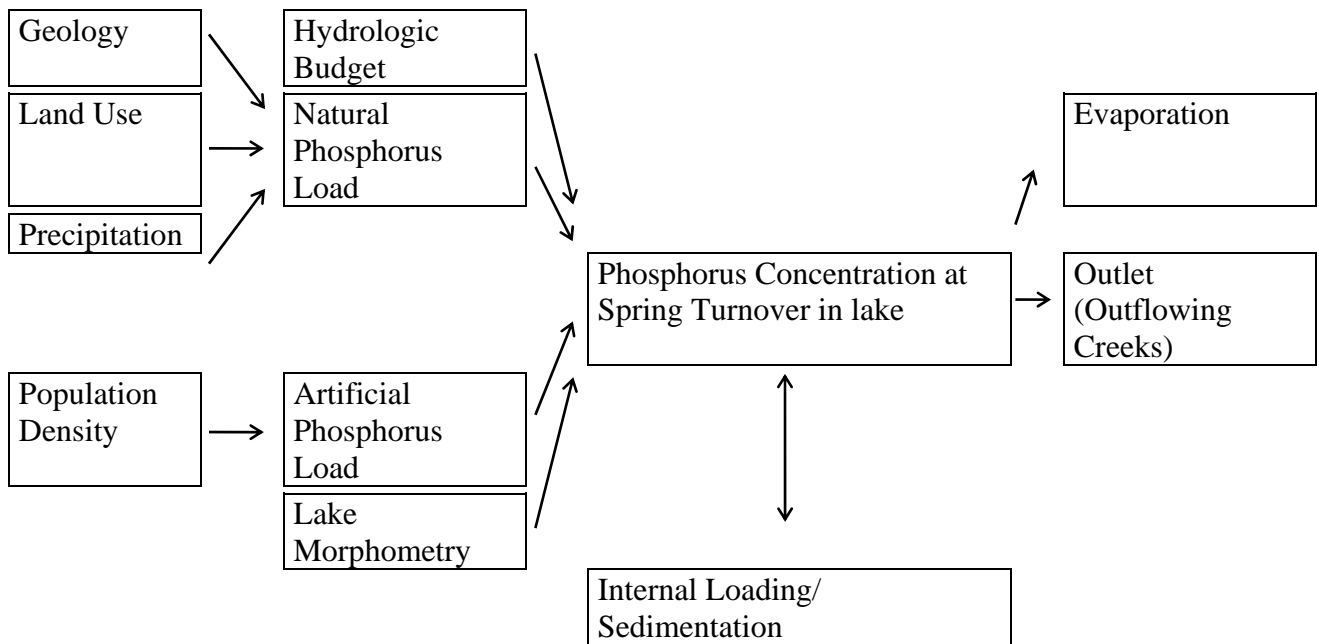 Geology
Land Use
Precipitation
Population
Density
Hydrologic
Budget
Natural
Phosphorus
Load
Artificial
Phosphorus
Load
Lake
Morphometry
Phosphorus Concentration at
Spring Turnover in lake
Internal Loading/
Sedimentation
Evaporation
Outlet
(Outflowing
Creeks)